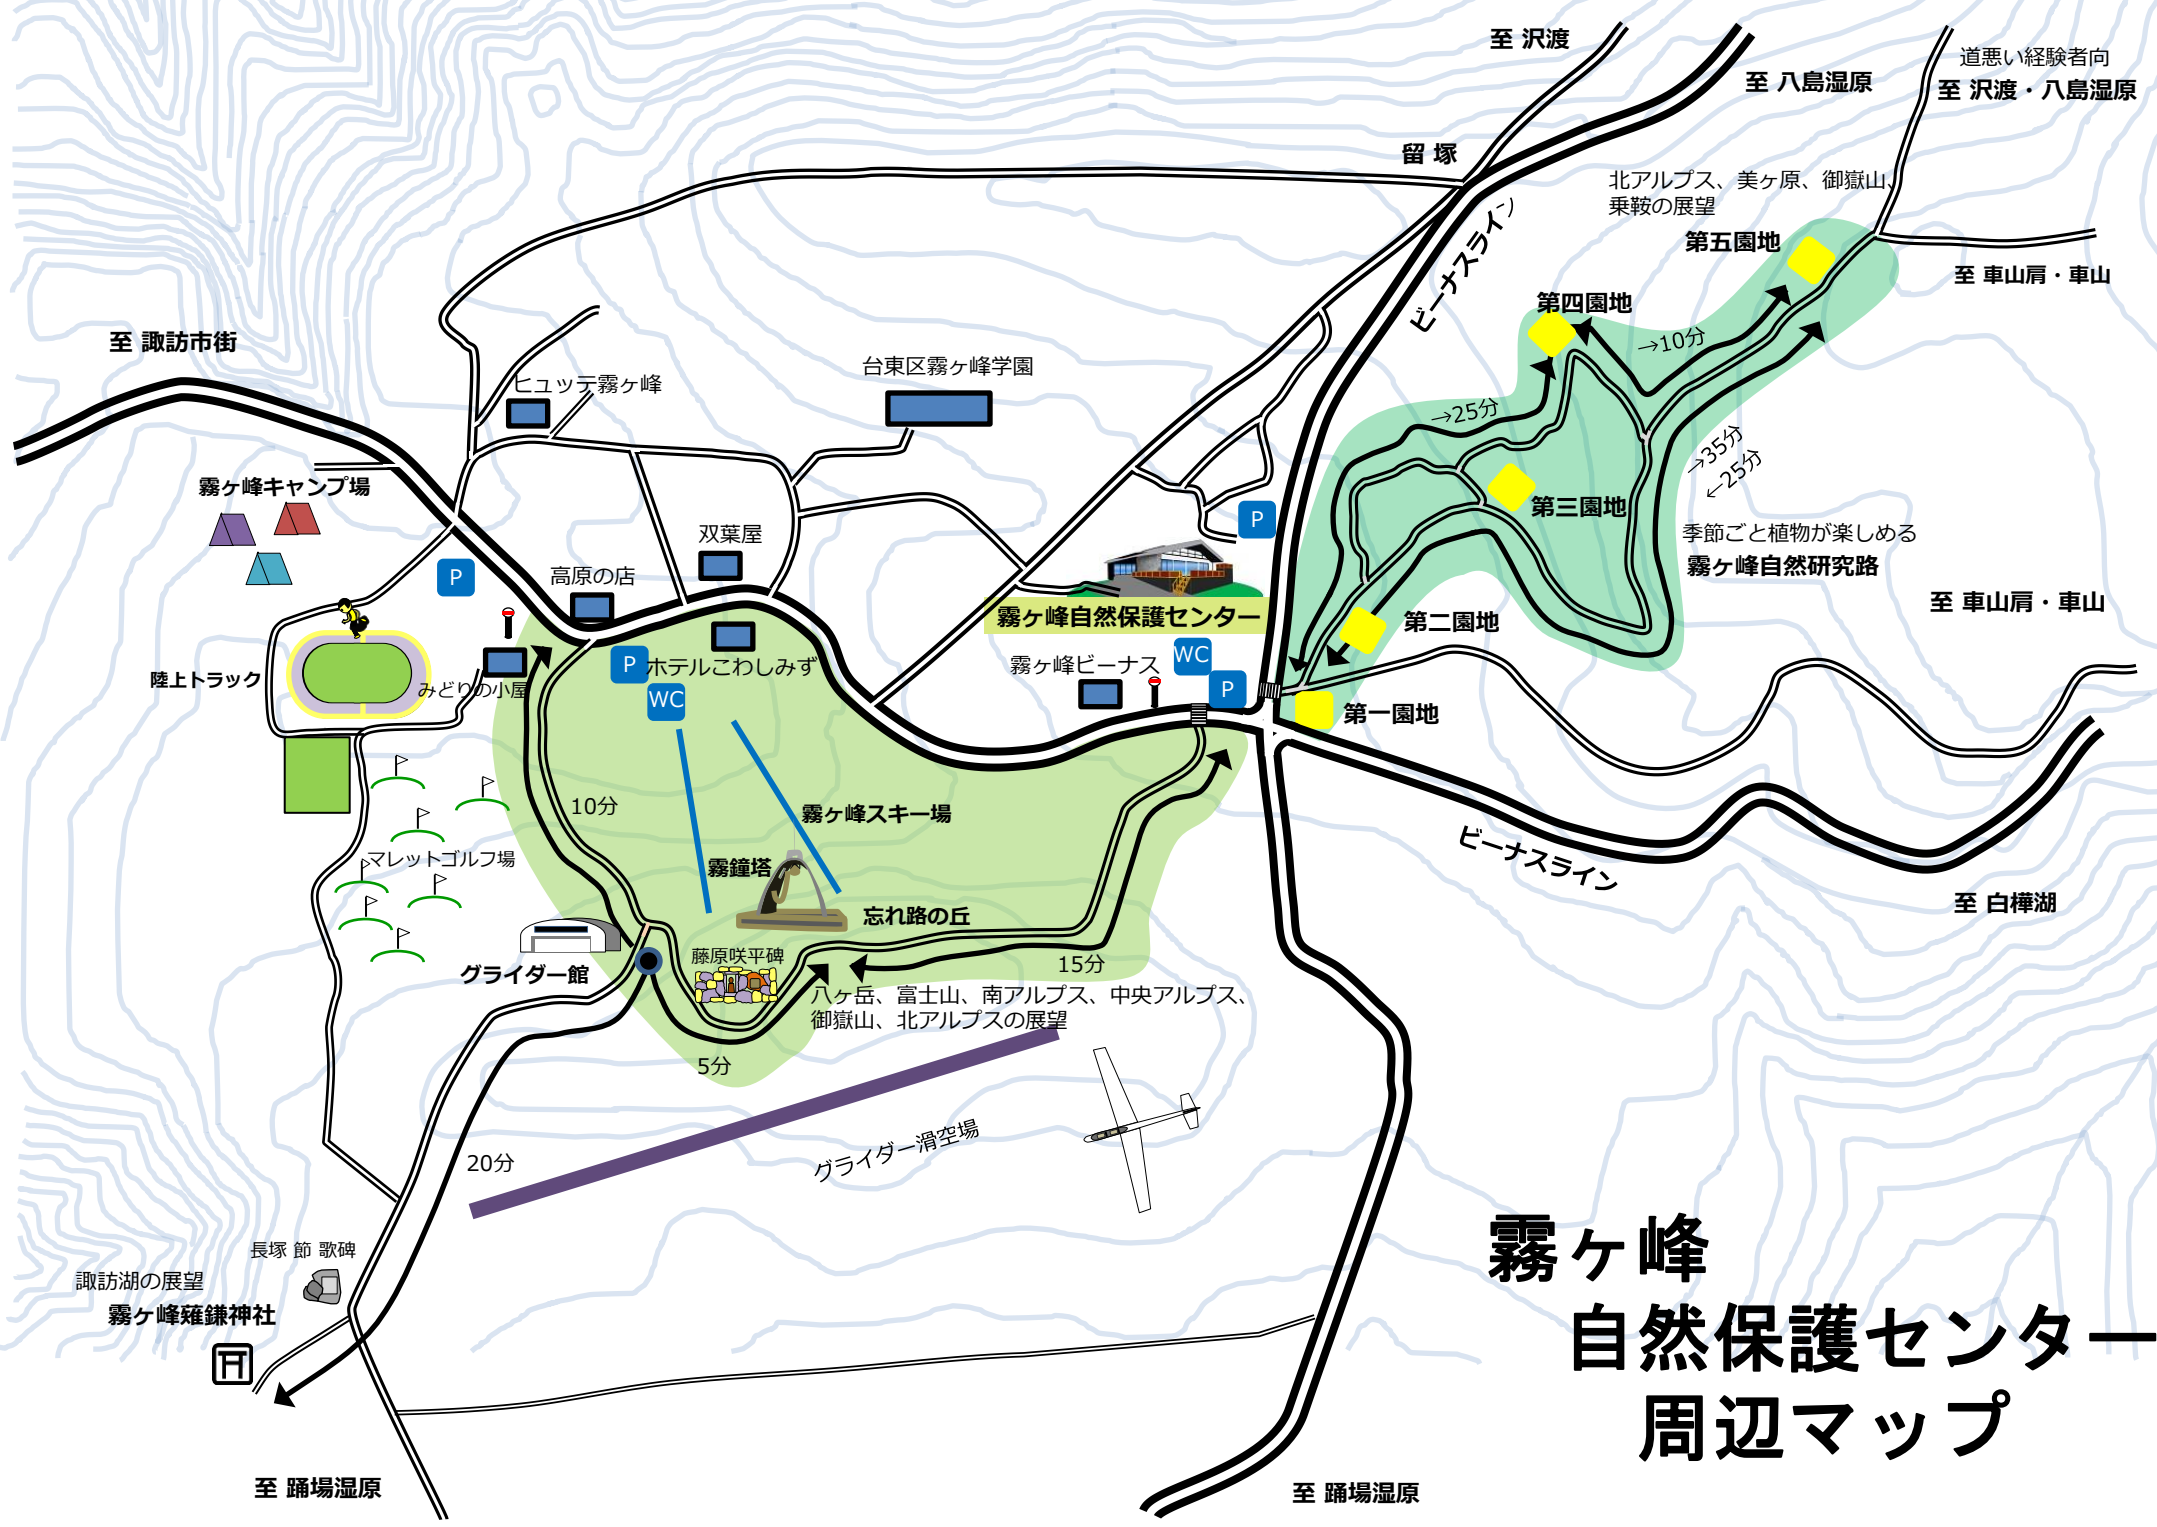 至 沢渡
至 八島湿原
道悪い経験者向
至 沢渡・八島湿原
留 塚
北アルプス、美ヶ原、御嶽山、
乗鞍の展望
第五園地
至 車山肩・車山
ビーナスライン
第四園地
→10分
至 諏訪市街
台東区霧ヶ峰学園
ヒュッテ霧ヶ峰
→25分
→35分
←25分
霧ヶ峰キャンプ場
第三園地
P
双葉屋
季節ごと植物が楽しめる
霧ヶ峰自然研究路
P
高原の店
霧ヶ峰自然保護センター
至 車山肩・車山
第二園地
P
ホテルこわしみず
霧ヶ峰ビーナス
WC
陸上トラック
みどりの小屋
WC
P
第一園地
10分
霧ヶ峰スキー場
ビーナスライン
マレットゴルフ場
霧鐘塔
忘れ路の丘
至 白樺湖
藤原咲平碑
グライダー館
15分
八ヶ岳、富士山、南アルプス、中央アルプス、
御嶽山、北アルプスの展望
5分
グライダー滑空場
20分
長塚 節 歌碑
諏訪湖の展望
霧ケ峰薙鎌神社
霧ヶ峰
自然保護センター
周辺マップ
至 踊場湿原
至 踊場湿原